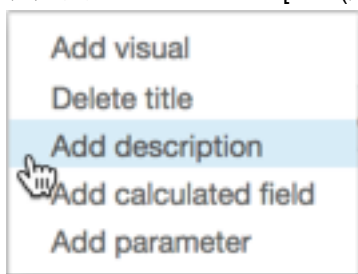 Add visual
Delete title
Add description
Add calculated field
Add parameter